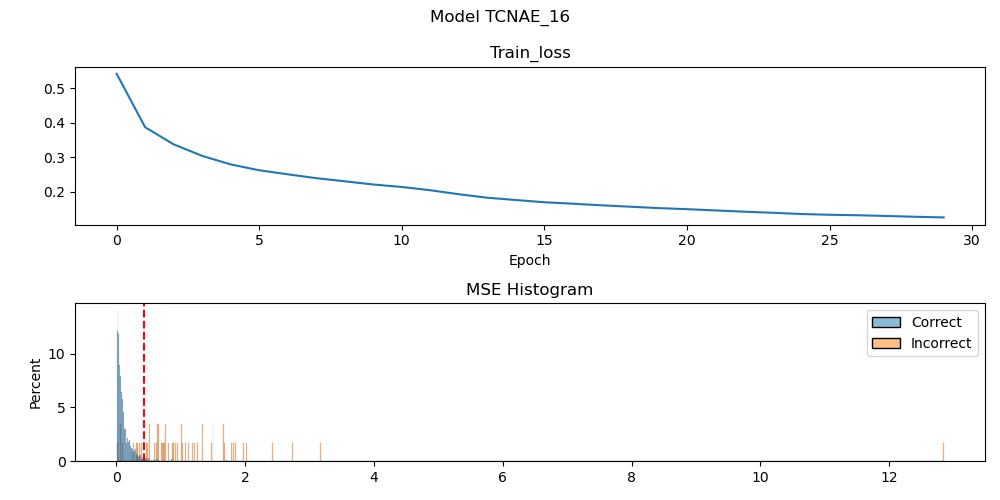 Model TCNAE_16
Train_loss
0.5
0.4
0.3
0.2
0 5 10 15 20 25 30
Epoch
MSE Histogram
Correct
Incorrect
Percent
10
5
0
0 2 4 6 8 10 12